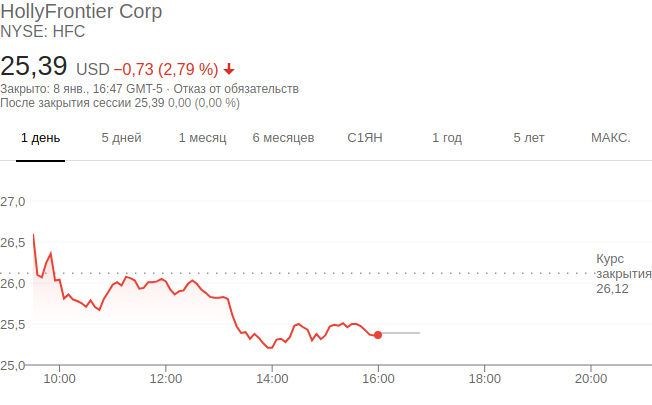 HollyFrontier Corp
NYSE: HFC
25,39 USD −0,73 (2,79 %)
Закрыто: 8 янв., 16:47 GMT-5 · Отказ от обязательств
После закрытия сессии 25,39 0,00 (0,00 %)
1 день 5 дней 1 месяц 6 месяцев С1ЯН 1 год 5 лет МАКС.
27,0
26,5
Курс
закрытия
26,12
26,0
25,5
25,0
10:00 12:00 14:00 16:00 18:00 20:00